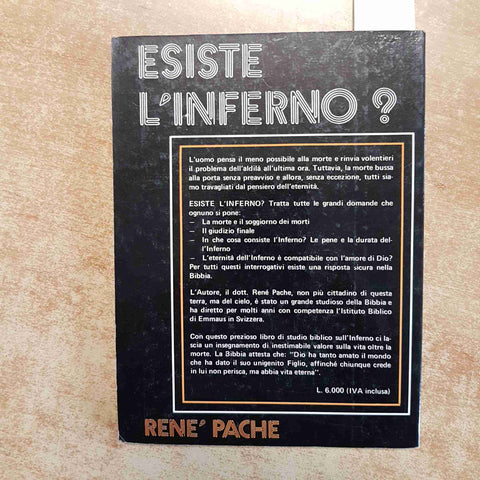 ESISTE
L'INFERNO ?
L'uomo pensa il meno possibile alla morte e rinvia volentieri
il problema dell'aldilà all'ultima ora. Tuttavia, la morte bussa
alla porta senza preavviso e allora, senza eccezione, tutti sia-
mo travagliati dal pensiero dell'eternità.
ESISTE L'INFERNO? Tratta tutte le grandi domande che
ognuno si pone:
– La morte e il soggiorno dei morti
– Il giudizio finale
– In che cosa consiste l'Inferno? Le pene e la durata del-
l'Inferno
– L'eternità dell'Inferno è compatibile con l'amore di Dio?
Per tutti questi interrogativi esiste una risposta sicura nella
Bibbia.
L'Autore, il dott. René Pache, non più cittadino di questa
terra, ma del cielo, è stato un grande studioso della Bibbia e
ha diretto per molti anni con competenza l'Istituto Biblico
di Emmaus in Svizzera.
Con questo prezioso libro di studio biblico sull'Inferno ci la-
scia un insegnamento di inestimabile valore sulla vita oltre la
morte. La Bibbia attesta che: "Dio ha tanto amato il mondo
che ha dato il suo unigenito Figlio, affinché chiunque crede
in lui non perisca, ma abbia vita eterna".
L. 6.000 (IVA inclusa)
RENE' PACHE